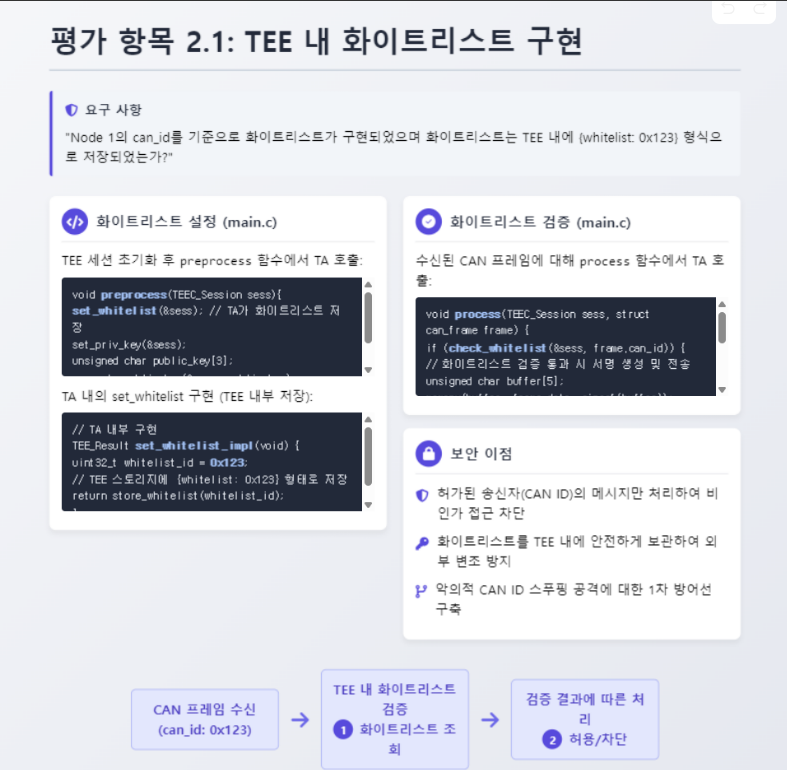 평가 항목 2.1: TEE 내 화이트리스트 구현
요구 사항
"Node 1의 can_id를 기준으로 화이트리스트가 구현되었으며 화이트리스트는 TEE 내에 {whitelist: 0x123} 형식으
로 저장되었는가?"
화이트리스트 설정 (main.c)
TEE 세션 초기화 후 preprocess 함수에서 TA 호출:
void preprocess(TEEC_Session sess){
set_whitelist(&sess); // TA가 화이트리스트 저
장
set_priv_key(&sess);
unsigned char public_key[3];
TA 내의 set_whitelist 구현 (TEE 내부 저장):
// TA 내부 구현
TEE_Result set_whitelist_impl(void) {
uint32_t whitelist_id = 0x123;
// TEE 스토리지에 {whitelist: 0x123} 형태로 저장
return store_whitelist(whitelist_id);
화이트리스트 검증 (main.c)
수신된 CAN 프레임에 대해 process 함수에서 TA 호
출:
void process(TEEC_Session sess, struct
can_frame frame) {
if (check_whitelist(&sess, frame.can_id)) {
// 화이트리스트 검증 통과 시 서명 생성 및 전송
unsigned char buffer[5];
보안 이점
허가된 송신자(CAN ID)의 메시지만 처리하여 비
인가 접근 차단
화이트리스트를 TEE 내에 안전하게 보관하여 외
부 변조 방지
악의적 CAN ID 스푸핑 공격에 대한 1차 방어선
구축
CAN 프레임 수신
(can_id: 0x123)
TEE 내 화이트리스트
검증
1 화이트리스트 조
회
검증 결과에 따른 처
리
2 허용/차단